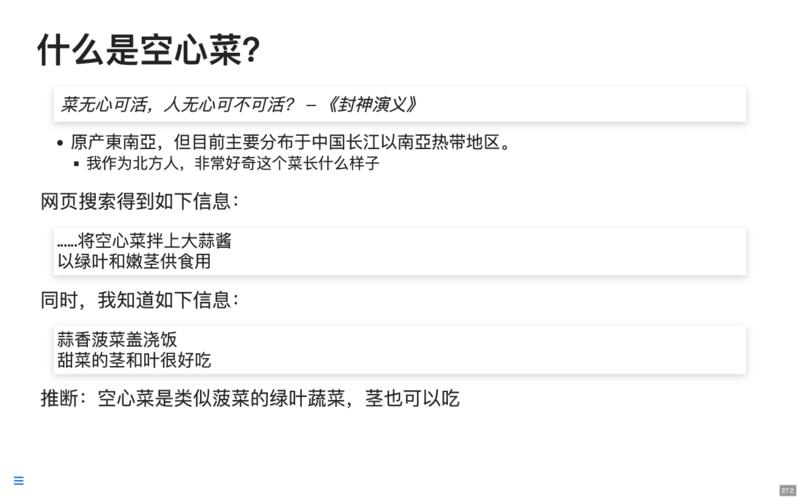 什么是空心菜?
菜无心可活，人无心可不可活? – 《封神演义》
• 原产東南亞，但目前主要分布于中国长江以南亞热带地区。
▪ 我作为北方人，非常好奇这个菜长什么样子
网页搜索得到如下信息：
……将空心菜拌上大蒜酱
以绿叶和嫩茎供食用
同时，我知道如下信息：
蒜香菠菜盖浇饭
甜菜的茎和叶很好吃
推断：空心菜是类似菠菜的绿叶蔬菜，茎也可以吃
27.2